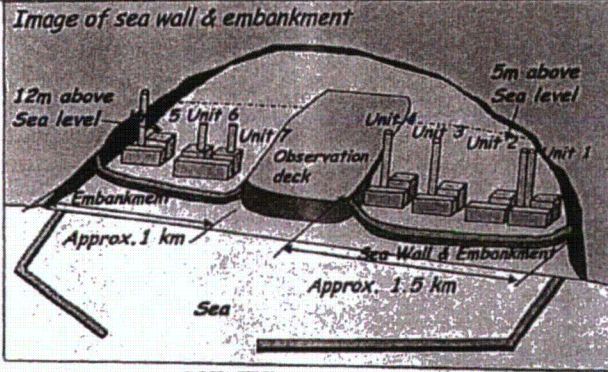 Image of sea wall & embankment
5m above
Sea level
12m above
Sea level
5
Unit 6
Unit 7
Unit 4
Unit 3
Unit 2
Unit 1
Observation
deck
Embankment
Approx. 1 km
Sea Wall & Embankment
Approx. 1.5 km
Sea